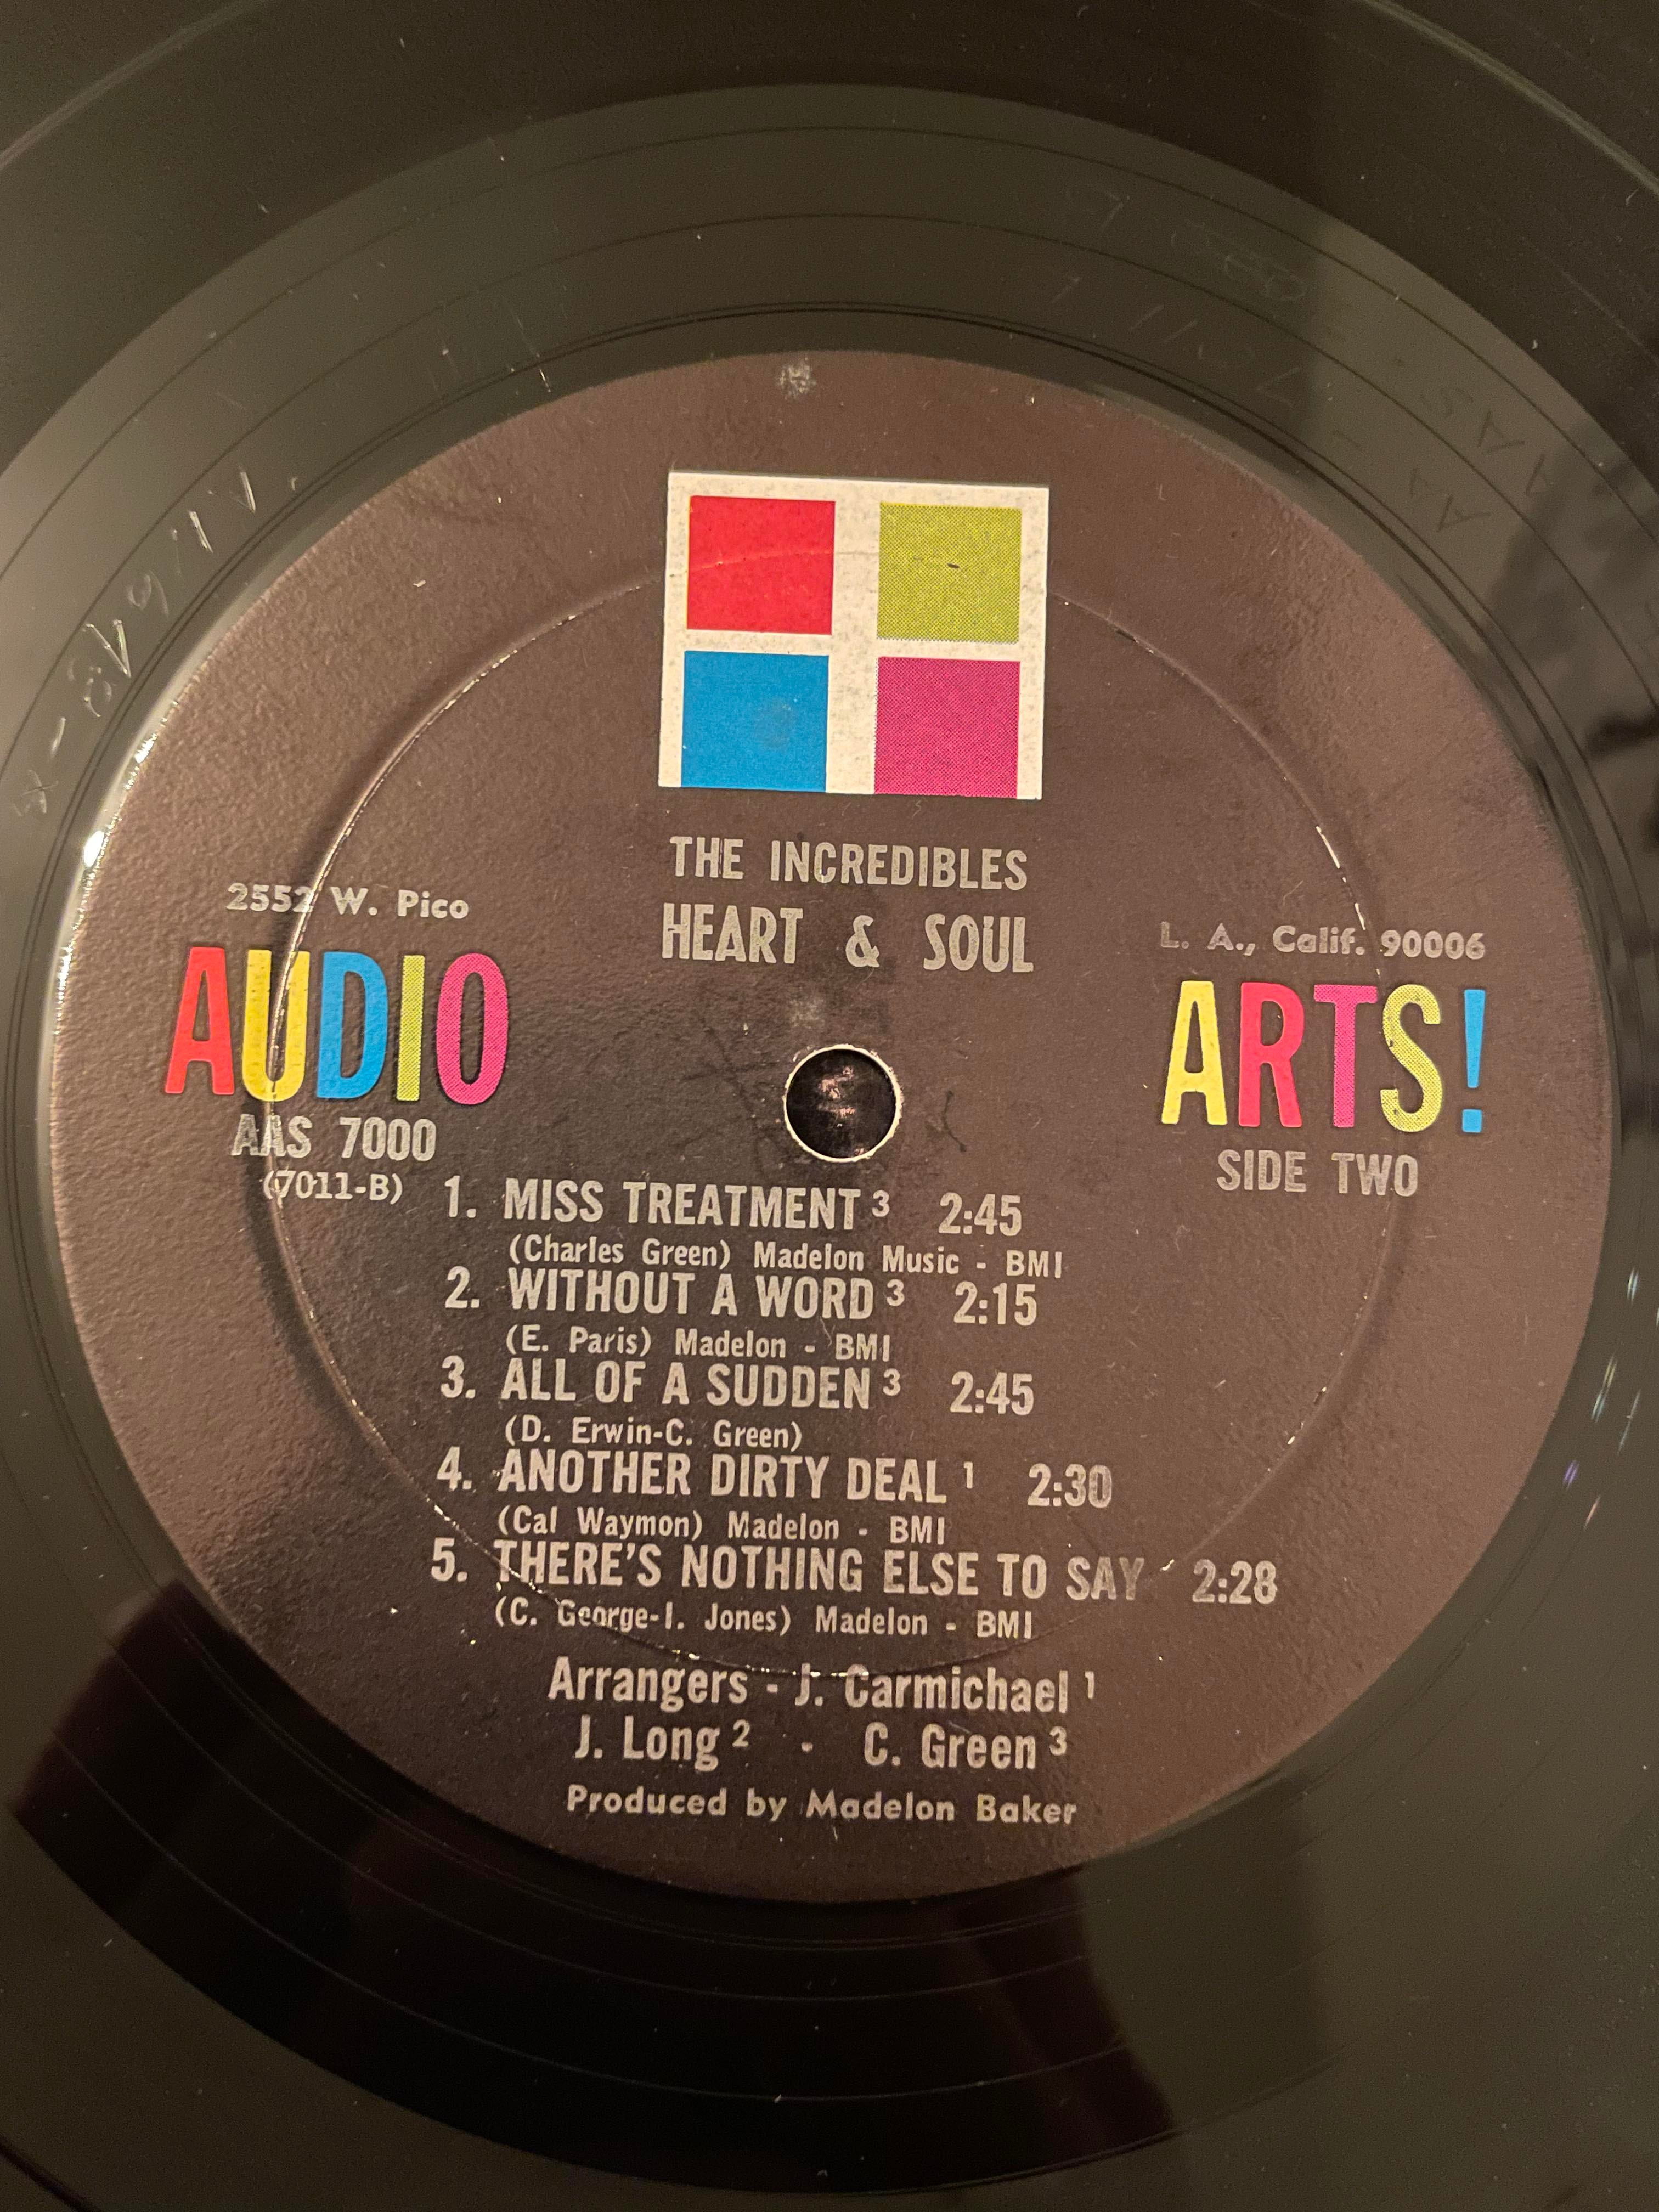 THE INCREDIBLES
HEART & SOUL
2552 W. Pico
L. A., Calif. 90006
AUDIO
ARTS!
AAS 7000
SIDE TWO
(7011-B)
1. MISS TREATMENT 3 2:45
(Charles Green) Madelon Music - BMI
2. WITHOUT A WORD 3 2:15
(E. Paris) Madelon - BMI
3. ALL OF A SUDDEN 3 2:45
(D. Erwin-C. Green)
4. ANOTHER DIRTY DEAL 1 2:30
(Cal Waymon) Madelon - BMI
5. THERE'S NOTHING ELSE TO SAY 2:28
(C. George-I. Jones) Madelon - BMI
Arrangers - J. Carmichael 1
J. Long 2 - C. Green 3
Produced by Madelon Baker